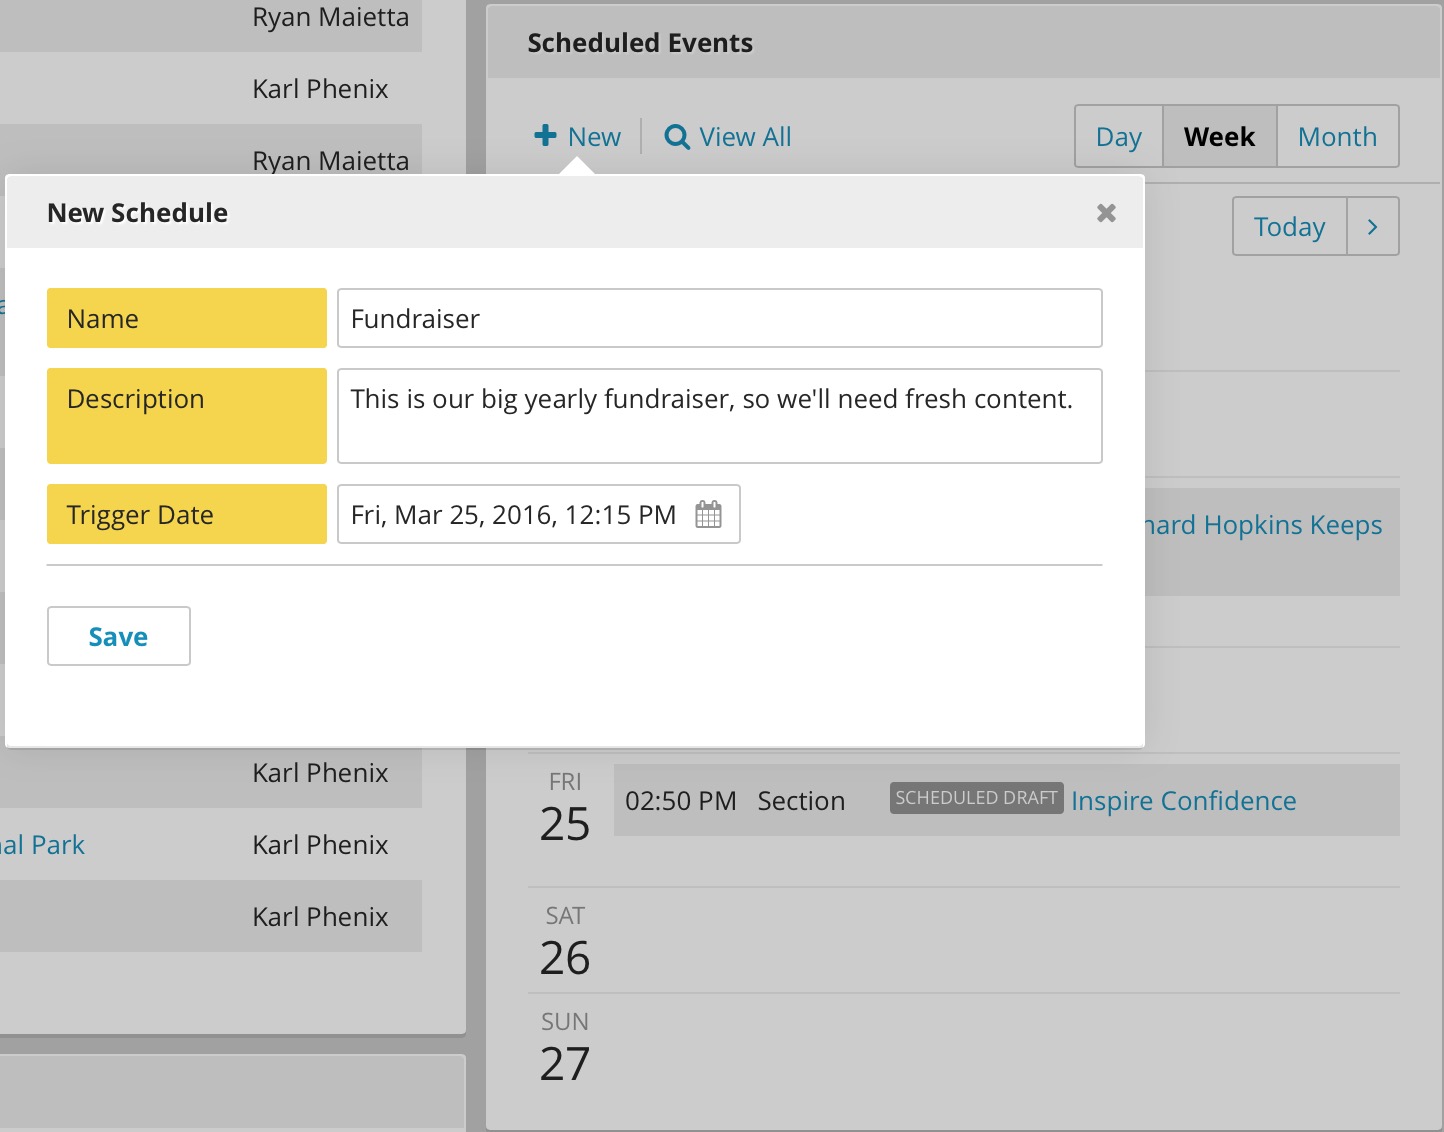 Ryan Maietta
Karl Phenix
Ryan Maietta
Scheduled Events
New
View All
Day
Week
Month
Today
New Schedule
Name
Fundraiser
Description
This is our big yearly fundraiser, so we'll need fresh content.
Trigger Date
Fri, Mar 25, 2016, 12:15 PM
Save
Hopkins Keeps
Karl Phenix
Park
Karl Phenix
Karl Phenix
FRI
25
02:50 PM Section SCHEDULED DRAFT Inspire Confidence
SAT
26
SUN
27